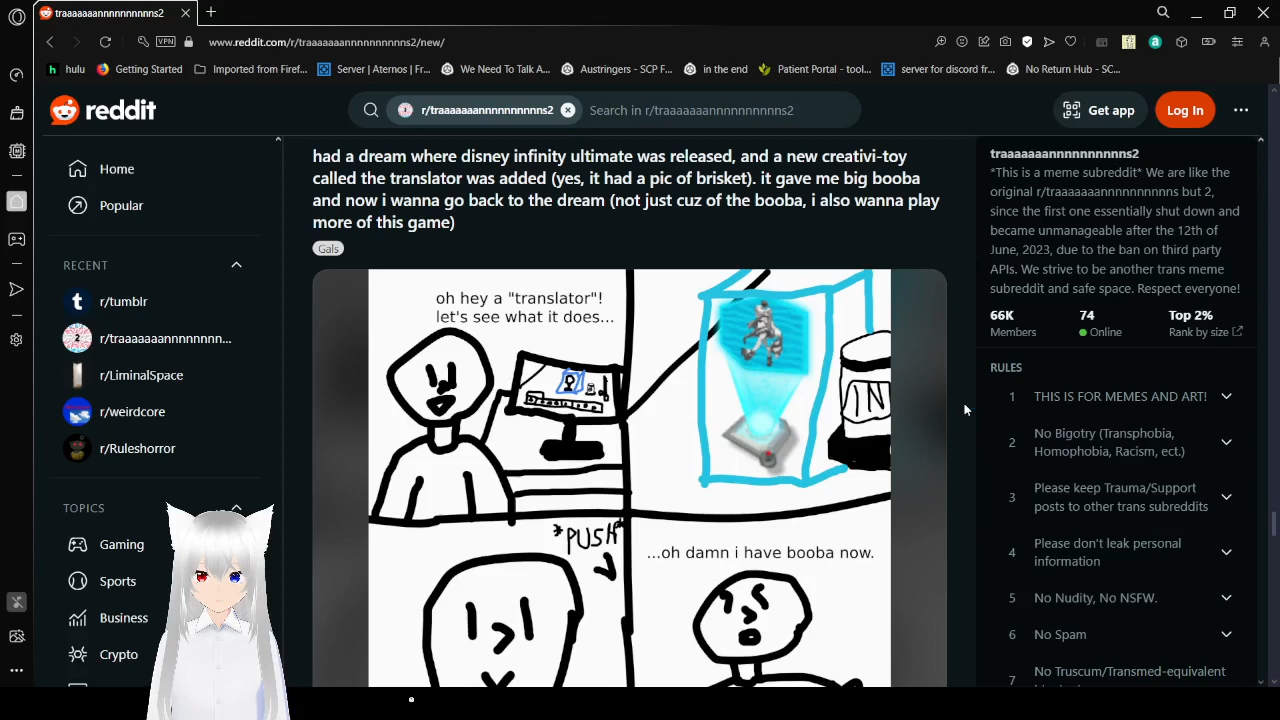 traaaaaaannnnnnnnnns2
www.reddit.com/r/traaaaaaannnnnnnnnns2/new/
VPN
hulu
Getting Started
Imported from Firef...
Server | Aternos | Fr...
We Need To Talk A...
Austringers - SCP F...
in the end
Patient Portal - tool...
server for discord fr...
No Return Hub - SC...
reddit
r/traaaaaaannnnnnnnnns2
Search in r/traaaaaaannnnnnnnnns2
Get app
Log In
Home
Popular
RECENT
r/tumblr
r/traaaaaaannnnnnn...
r/LiminalSpace
r/weirdcore
r/Ruleshorror
TOPICS
Gaming
Sports
Business
Crypto
had a dream where disney infinity ultimate was released, and a new creativi-toy
called the translator was added (yes, it had a pic of brisket). it gave me big booba
and now i wanna go back to the dream (not just cuz of the booba, i also wanna play
more of this game)
Gals
oh hey a "translator"!
let's see what it does...
IN
*PUSH*
...oh damn i have booba now.
traaaaaaannnnnnnnnns2
*This is a meme subreddit* We are like the
original r/traaaaaaannnnnnnnnns but 2,
since the first one essentially shut down and
became unmanageable after the 12th of
June, 2023, due to the ban on third party
APIs. We strive to be another trans meme
subreddit and safe space. Respect everyone!
66K
Members
74
Online
Top 2%
Rank by size
RULES
1 THIS IS FOR MEMES AND ART!
2 No Bigotry (Transphobia,
Homophobia, Racism, ect.)
3 Please keep Trauma/Support
posts to other trans subreddits
4 Please don't leak personal
information
5 No Nudity, No NSFW.
6 No Spam
7 No Truscum/Transmed-equivalent